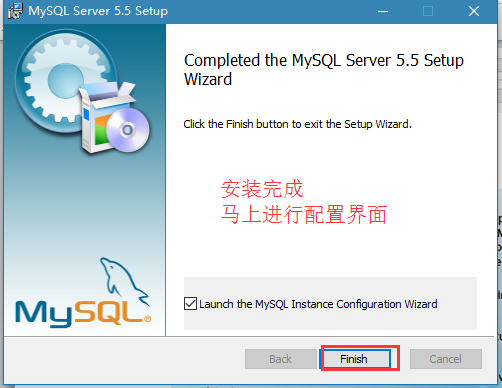 MySQL Server 5.5 Setup
Completed the MySQL Server 5.5 Setup
Wizard
Click the Finish button to exit the Setup Wizard.
安装完成
马上进行配置界面
MySQL®
Launch the MySQL Instance Configuration Wizard
Back
Finish
Cancel